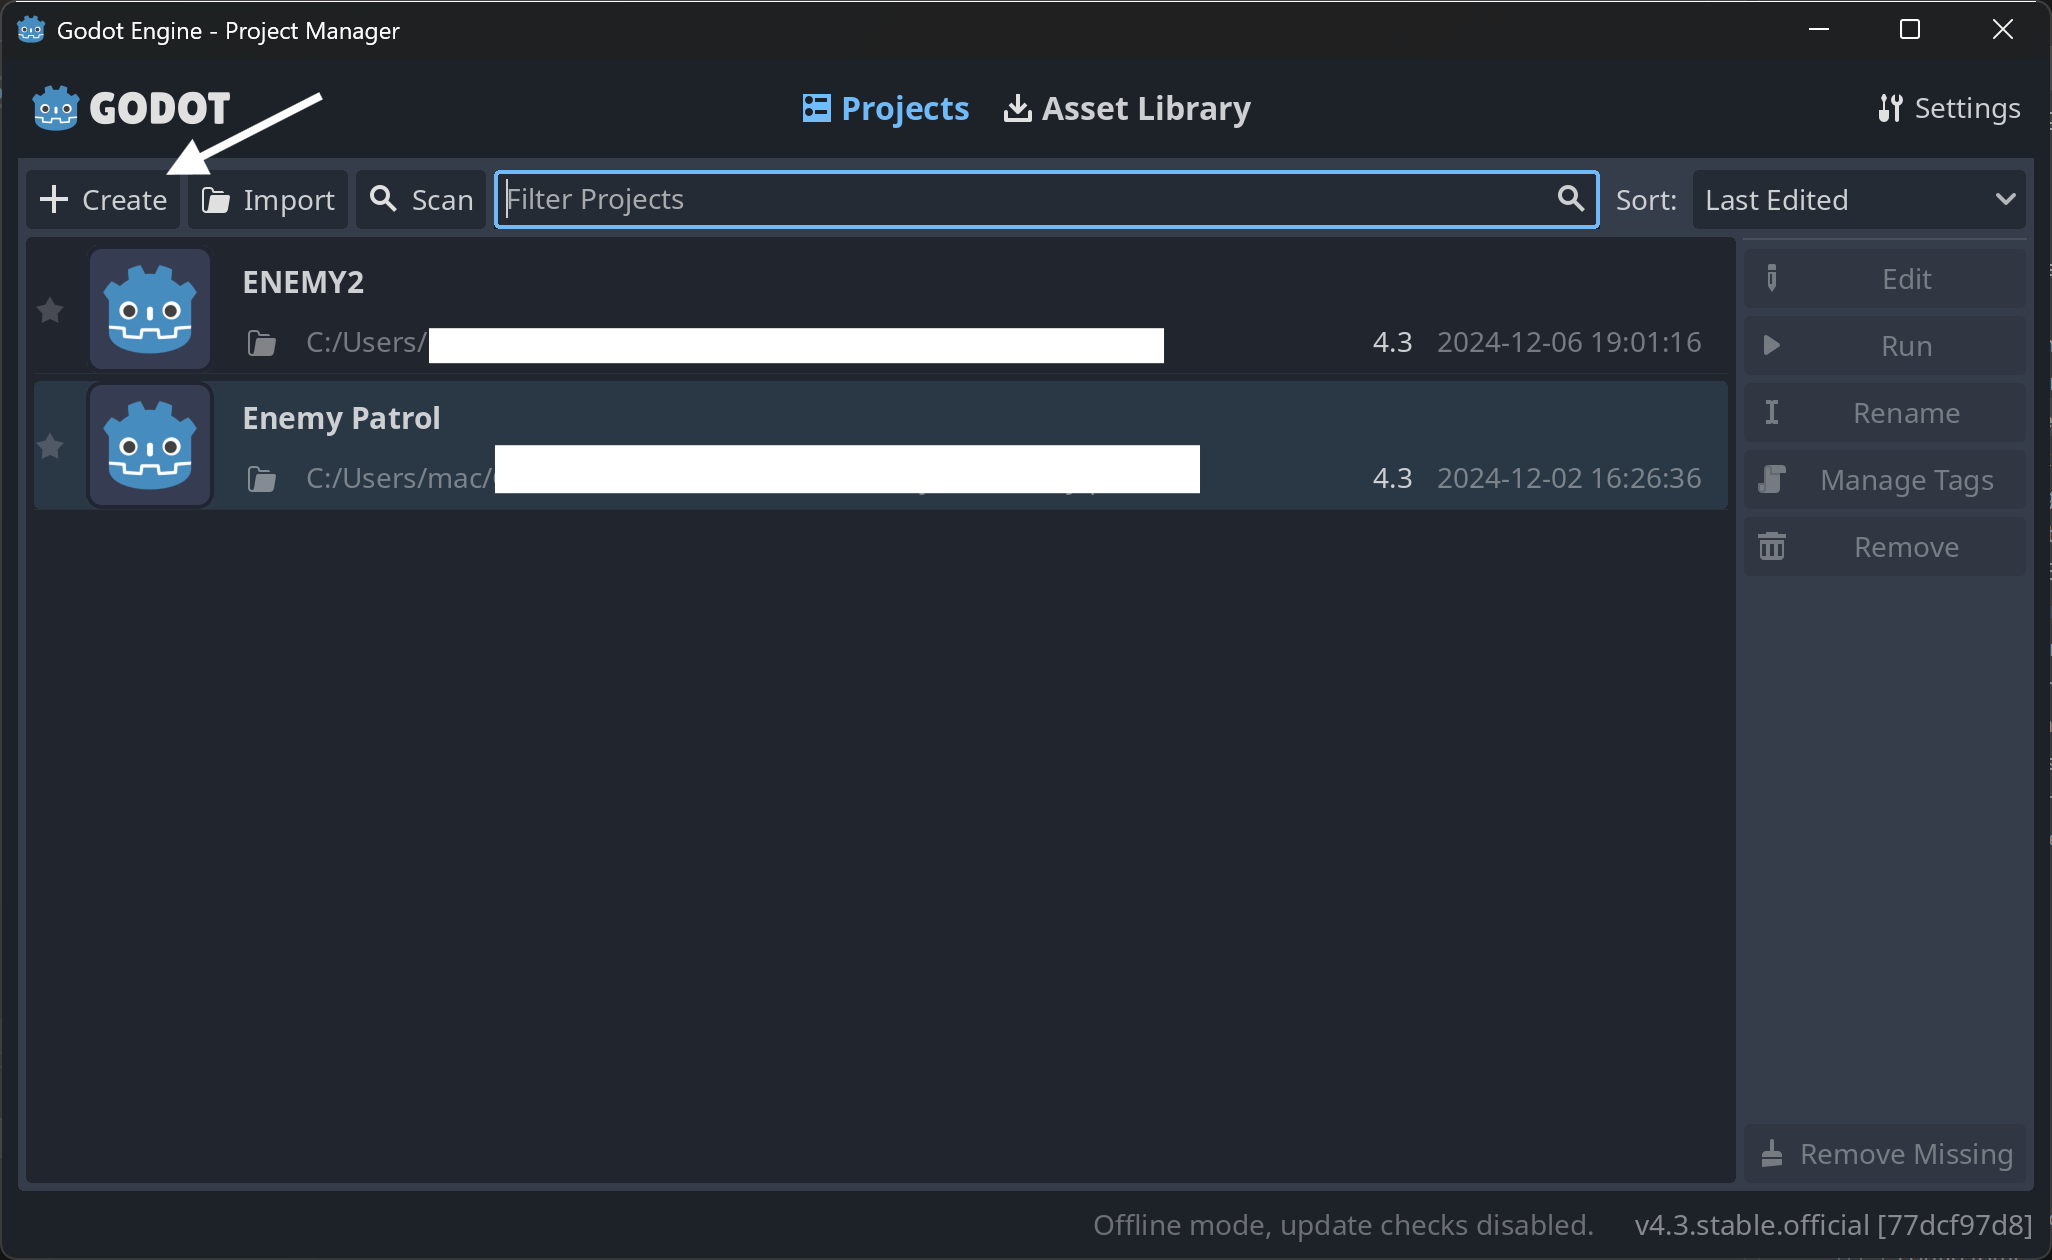 Godot Engine - Project Manager
GODOT
Projects
Asset Library
Settings
Create
Import
Scan
Filter Projects
Sort:
Last Edited
ENEMY2
C:/Users/
4.3
2024-12-06 19:01:16
Enemy Patrol
C:/Users/mac/
4.3
2024-12-02 16:26:36
Edit
Run
Rename
Manage Tags
Remove
Remove Missing
Offline mode, update checks disabled.
v4.3.stable.official [77dcf97d8]